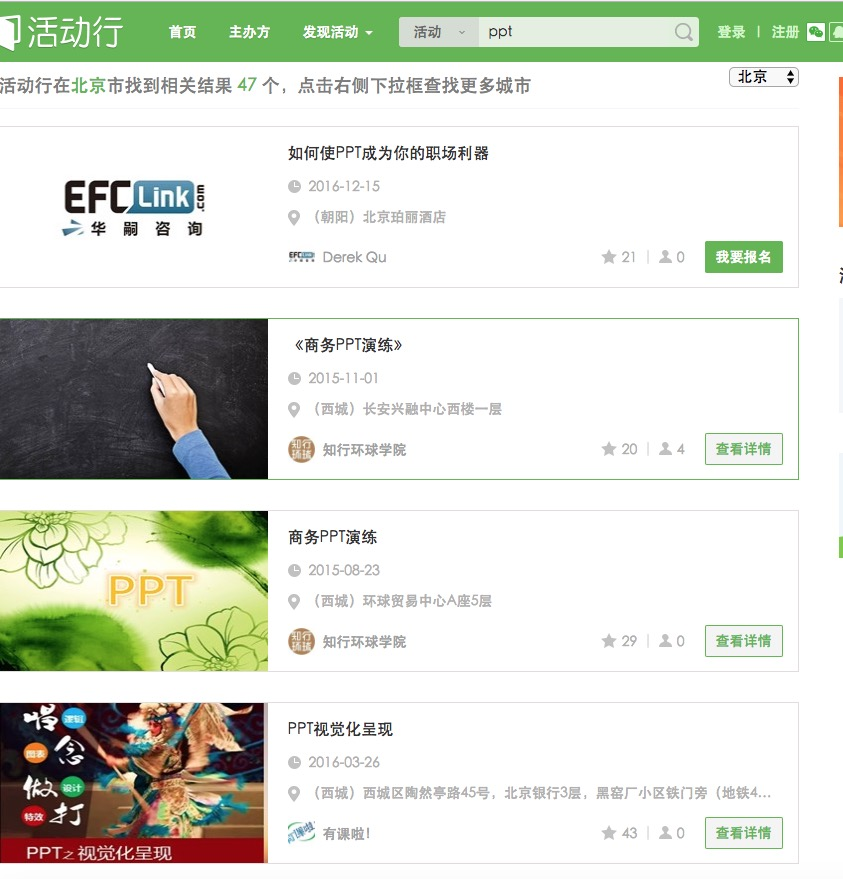 活动行
首页
主办方
发现活动
活动
ppt
登录 | 注册
活动行在北京市找到相关结果 47 个，点击右侧下拉框查找更多城市
北京
EFCLink.com
华嗣咨询
如何使PPT成为你的职场利器
2016-12-15
（朝阳）北京珀丽酒店
EFCLink Derek Qu
21 | 0
我要报名
《商务PPT演练》
2015-11-01
（西城）长安兴融中心西楼一层
知行环球
知行环球学院
20 | 4
查看详情
PPT
商务PPT演练
2015-08-23
（西城）环球贸易中心A座5层
知行环球
知行环球学院
29 | 0
查看详情
唱 逻辑
图表 念
做 设计
特效 打
PPT之视觉化呈现
PPT视觉化呈现
2016-03-26
（西城）西城区陶然亭路45号，北京银行3层，黑窑厂小区铁门旁（地铁4...
有课啦!
43 | 0
查看详情